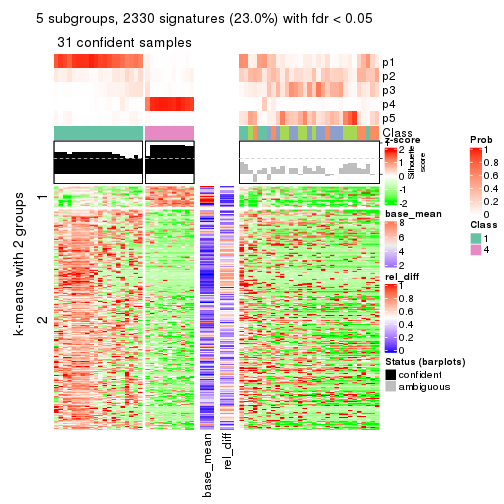 5 subgroups, 2330 signatures (23.0%) with fdr < 0.05
31 confident samples
p1
p2
p3
p4
p5
Class
Silhouette
score
k-means with 2 groups
1
2
base_mean
rel_diff
z-score
2
1
0
-1
-2
base_mean
8
6
4
2
rel_diff
1
0.8
0.6
0.4
0.2
0
Status (barplots)
confident
ambiguous
Prob
1
0.8
0.6
0.4
0.2
0
Class
1
4